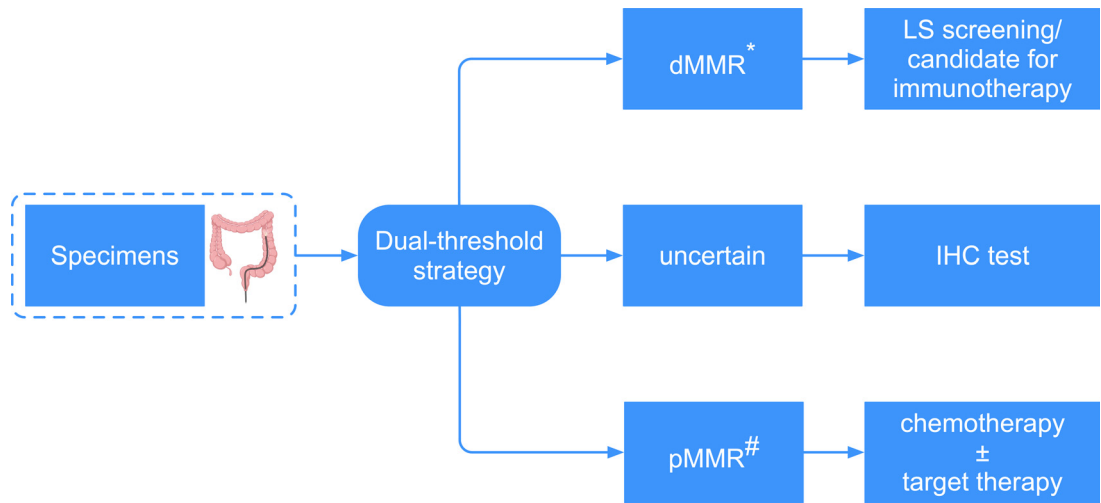 Specimens
Dual-threshold
strategy
dMMR*
LS screening/
candidate for
immunotherapy
uncertain
IHC test
pMMR#
chemotherapy
±
target therapy